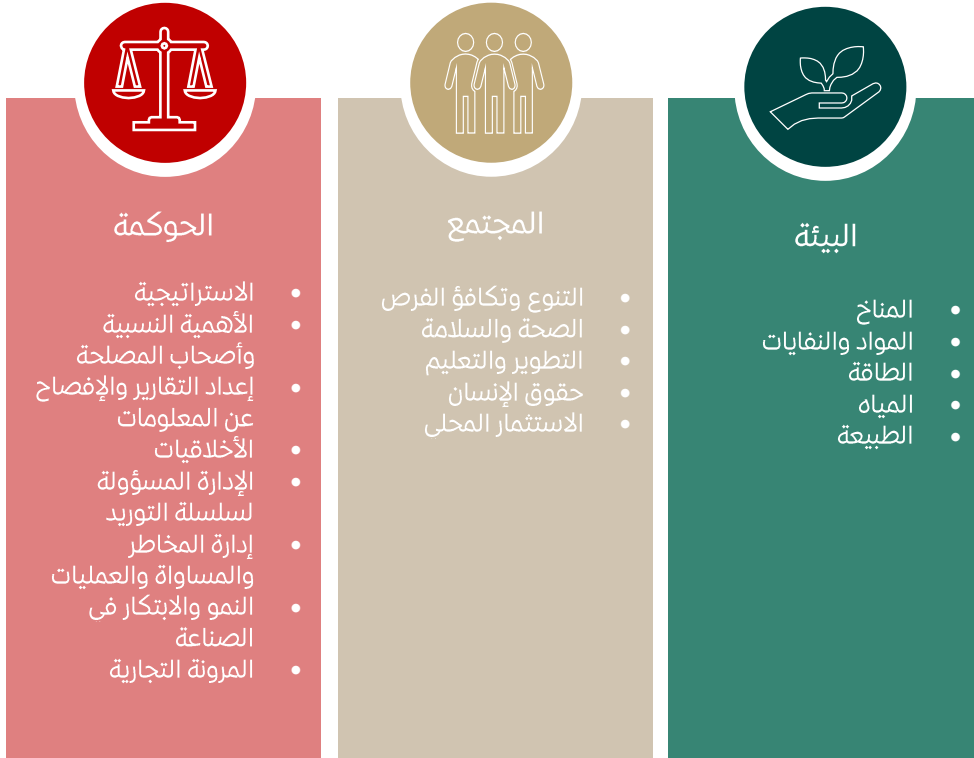 البيئة
• المناخ
• المواد والنفايات
• الطاقة
• المياه
• الطبيعة
المجتمع
• التنوع وتكافؤ الفرص
• الصحة والسلامة
• التطوير والتعليم
• حقوق الإنسان
• الاستثمار المحلى
الحوكمة
• الاستراتيجية
• الأهمية النسبية
وأصحاب المصلحة
• إعداد التقارير والإفصاح
عن المعلومات
• الأخلاقيات
• الإدارة المسؤولة
لسلسلة التوريد
• إدارة المخاطر
والمساواة والعمليات
• النمو والابتكار فى
الصناعة
• المرونة التجارية